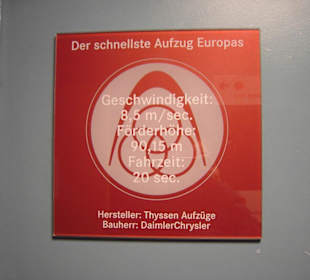 Der schnellste Aufzug Europas
Geschwindigkeit:
8,5 m/sec.
Förderhöhe:
90,15 m
Fahrzeit:
20 sec.
Hersteller: Thyssen Aufzüge
Bauherr: DaimlerChrysler